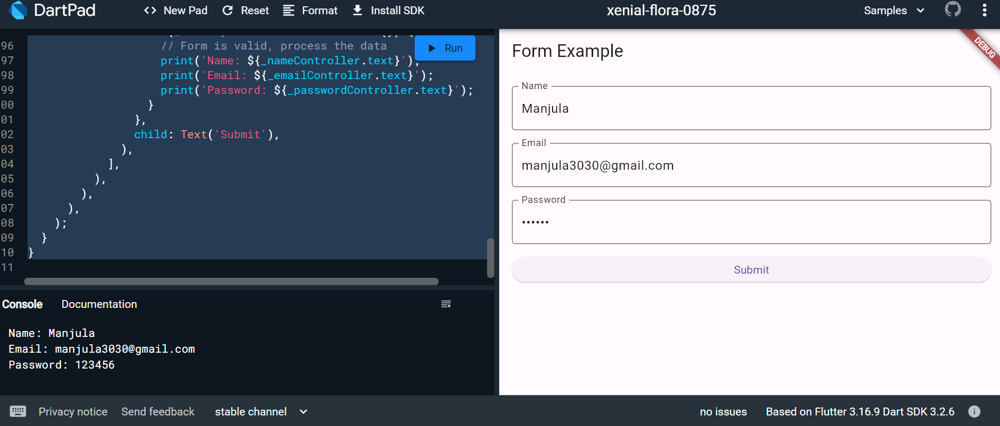 DartPad
New Pad
Reset
Format
Install SDK
xenial-flora-0875
Samples
96 // Form is valid, process the data
97 print('Name: ${_nameController.text}');
98 print('Email: ${_emailController.text}');
99 print('Password: ${_passwordController.text}');
00 }
01 },
02 child: Text('Submit'),
03 ),
04 ],
05 ),
06 ),
07 ),
08 );
09 }
10 }
11
Run
Console
Documentation
Name: Manjula
Email: manjula3030@gmail.com
Password: 123456
DEBUG
Form Example
Name
Manjula
Email
manjula3030@gmail.com
Password
••••••
Submit
Privacy notice
Send feedback
stable channel
no issues
Based on Flutter 3.16.9 Dart SDK 3.2.6